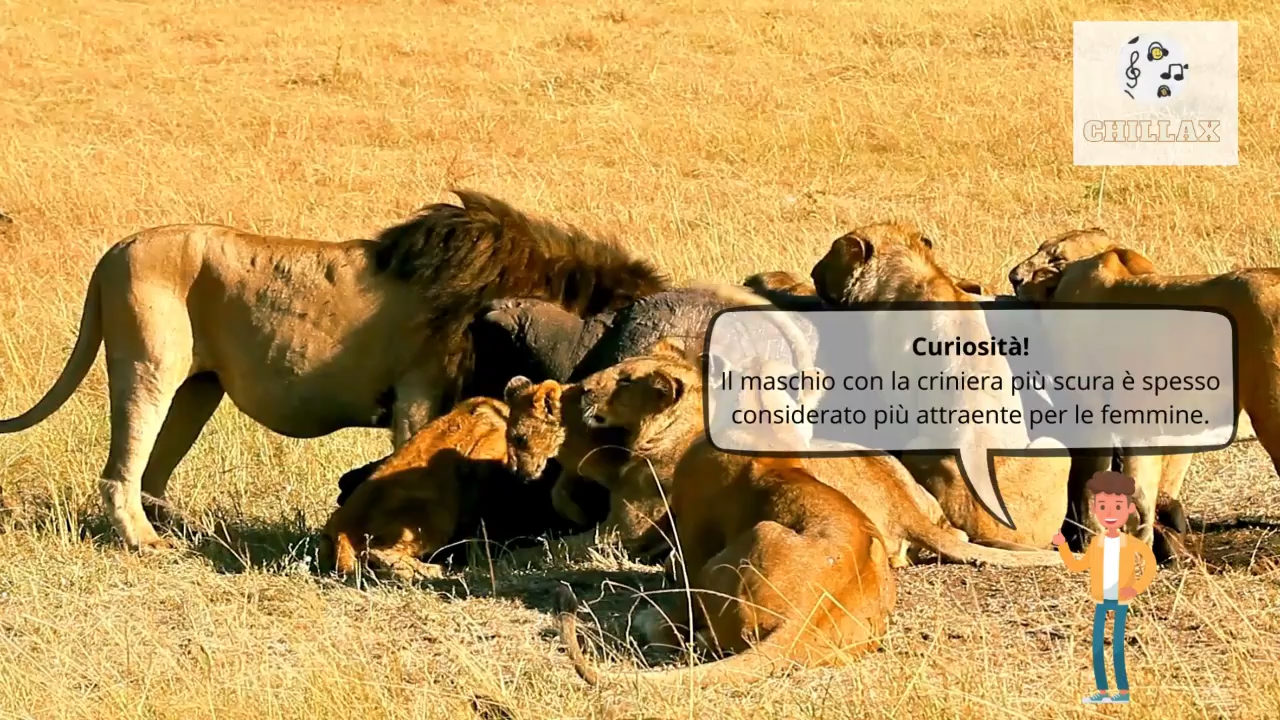 CHILLAX
Curiosità!
Il maschio con la criniera più scura è spesso
considerato più attraente per le femmine.